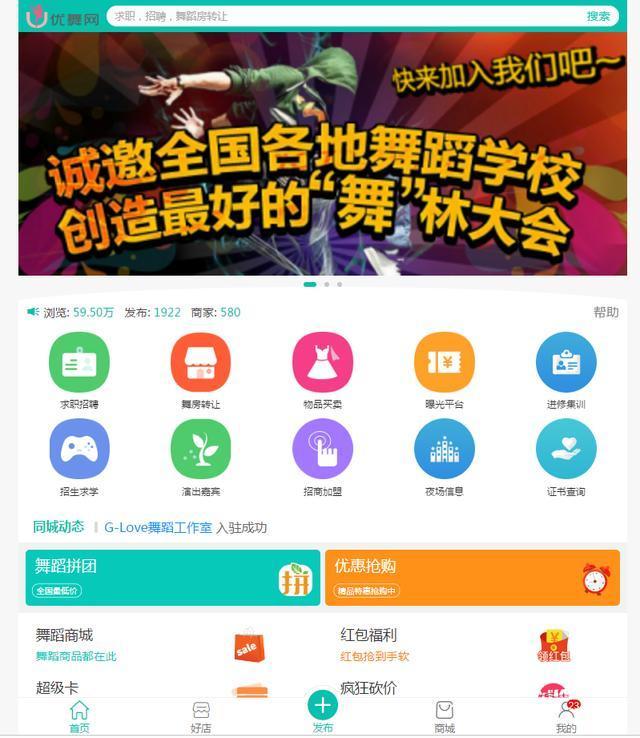 优舞网
求职，招聘，舞蹈房转让
搜索
快来加入我们吧~
诚邀全国各地舞蹈学校
创造最好的“舞”林大会
浏览: 59.50万 发布: 1922 商家: 580
帮助
求职招聘
舞房转让
物品买卖
曝光平台
进修集训
招生求学
演出嘉宾
招商加盟
夜场信息
证书查询
同城动态
G-Love舞蹈工作室 入驻成功
舞蹈拼团
全国最低价
拼
优惠抢购
精品特惠抢购中
舞蹈商城
舞蹈商品都在此
sale
红包福利
红包抢到手软
领红包
超级卡
疯狂砍价
首页
好店
发布
商城
23
我的